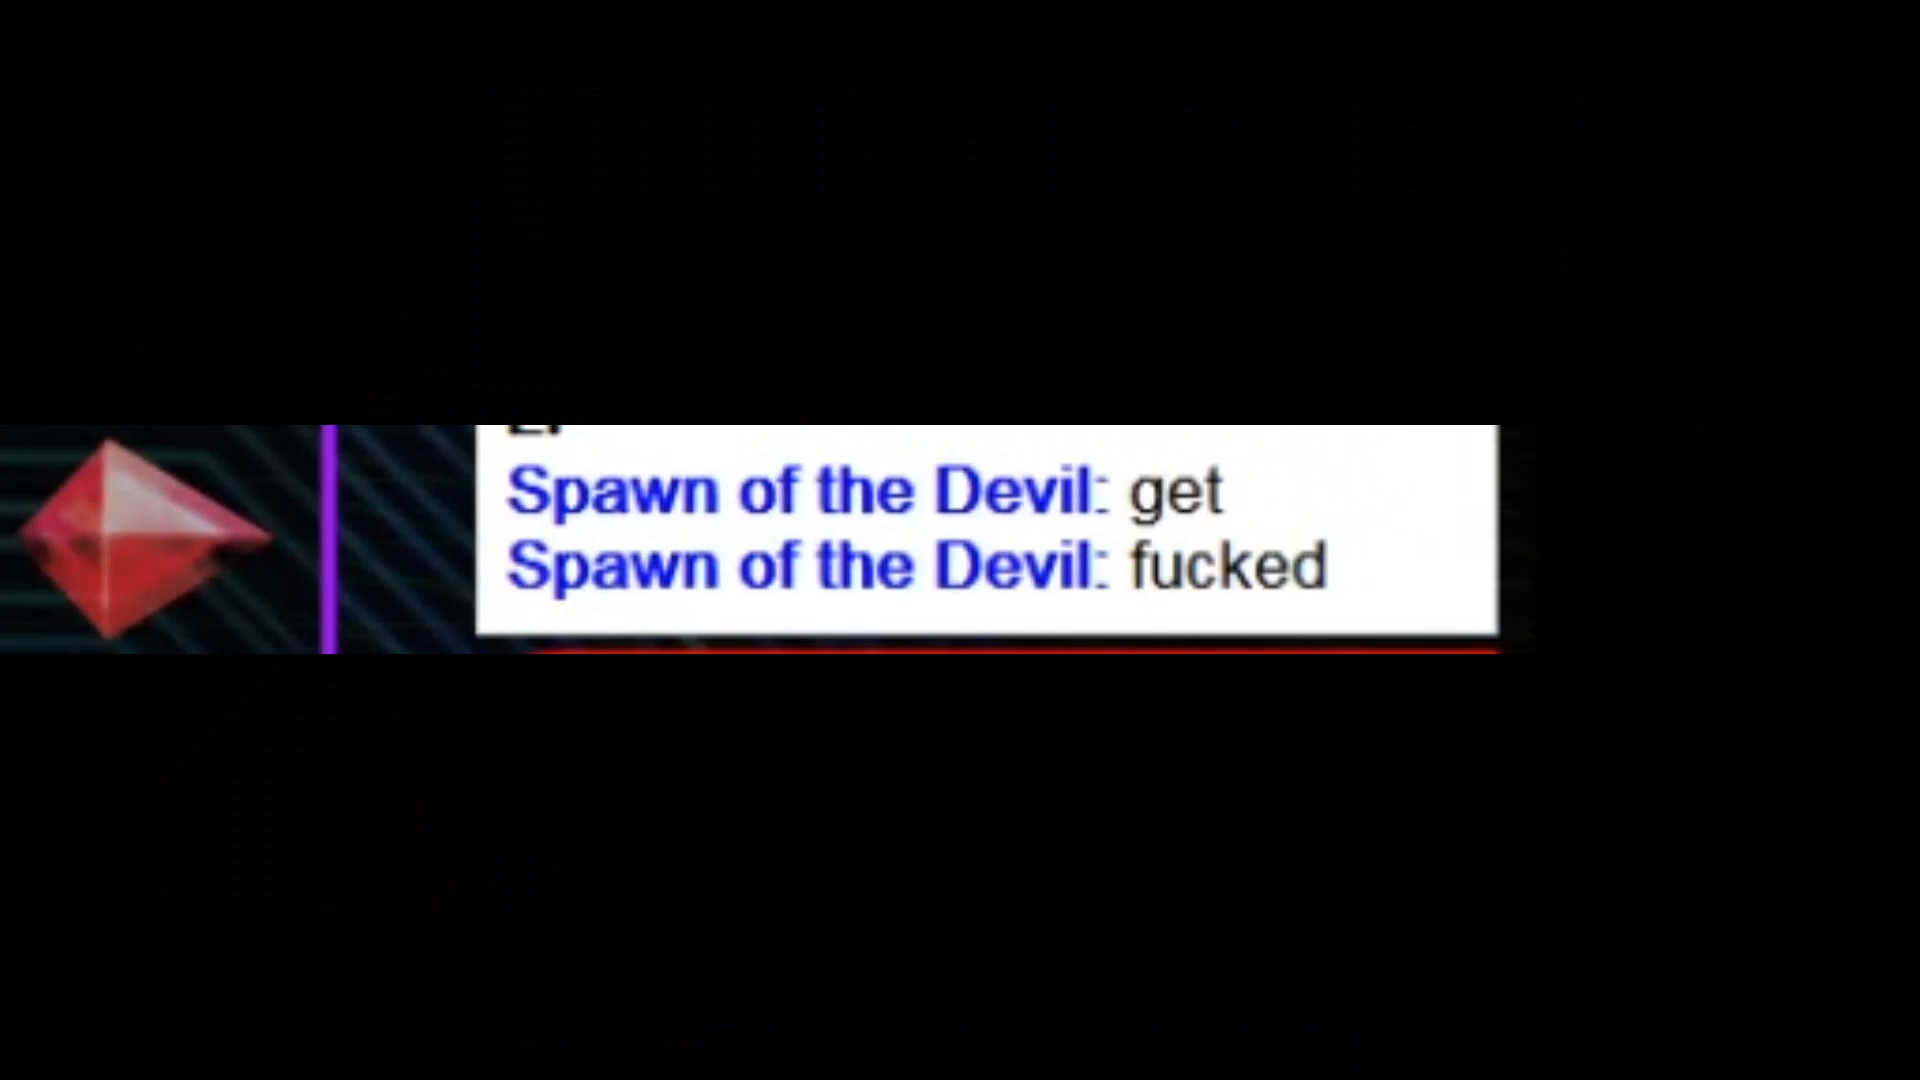 Spawn of the Devil: get
Spawn of the Devil: fucked